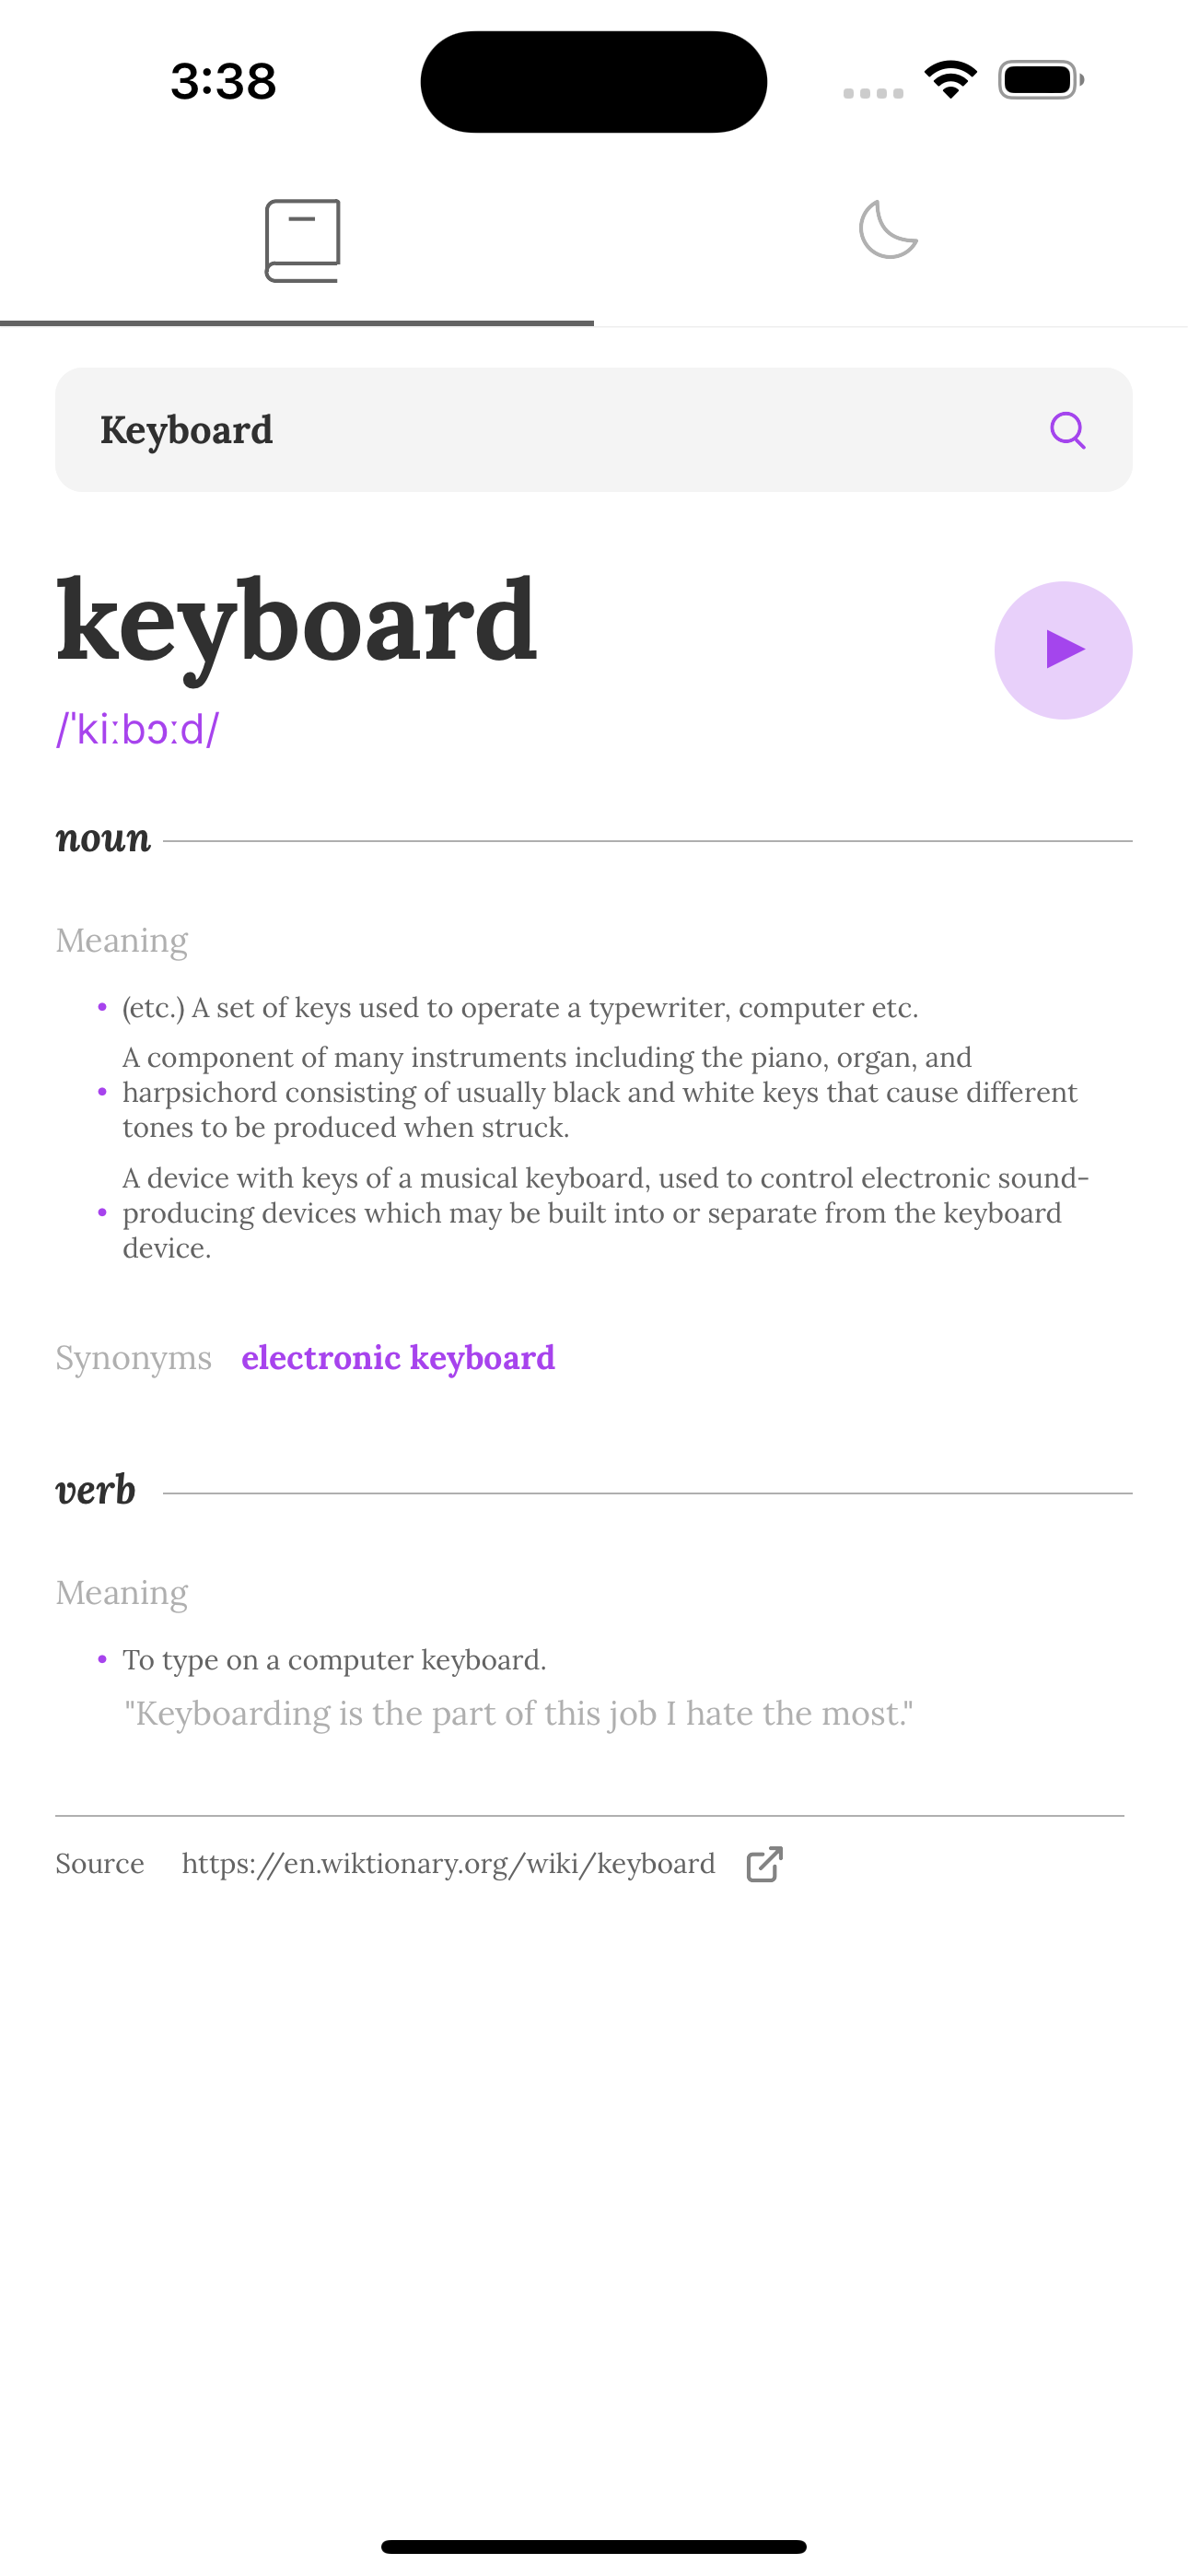 3:38
Keyboard
keyboard
/ˈkiːbɔːd/
noun
Meaning
• (etc.) A set of keys used to operate a typewriter, computer etc.
A component of many instruments including the piano, organ, and
• harpsichord consisting of usually black and white keys that cause different
tones to be produced when struck.
A device with keys of a musical keyboard, used to control electronic sound-
• producing devices which may be built into or separate from the keyboard
device.
Synonyms electronic keyboard
verb
Meaning
• To type on a computer keyboard.
"Keyboarding is the part of this job I hate the most."
Source https://en.wiktionary.org/wiki/keyboard